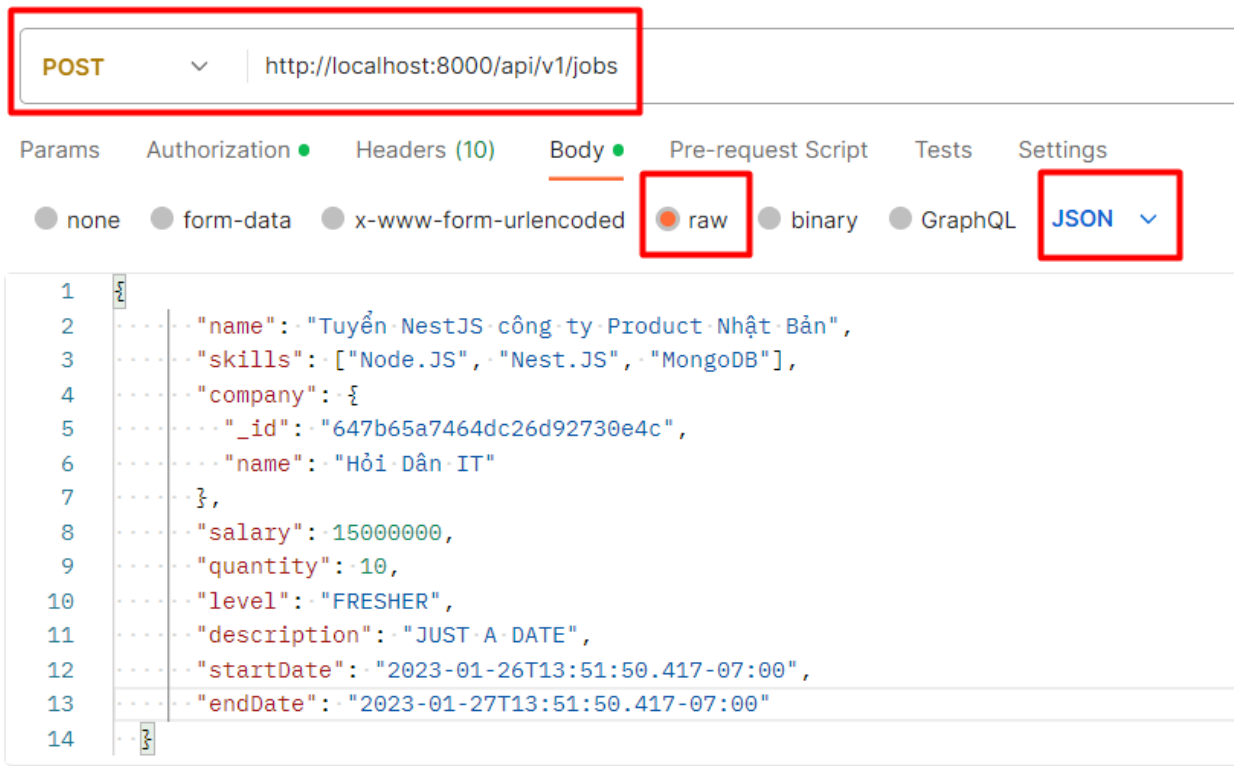 POST http://localhost:8000/api/v1/jobs
Params Authorization Headers (10) Body Pre-request Script Tests Settings
none form-data x-www-form-urlencoded raw binary GraphQL JSON
1 {
2 "name": "Tuyển NestJS công ty Product Nhật Bản",
3 "skills": ["Node.JS", "Nest.JS", "MongoDB"],
4 "company": {
5 "_id": "647b65a7464dc26d92730e4c",
6 "name": "Hỏi Dân IT"
7 },
8 "salary": 15000000,
9 "quantity": 10,
10 "level": "FRESHER",
11 "description": "JUST A DATE",
12 "startDate": "2023-01-26T13:51:50.417-07:00",
13 "endDate": "2023-01-27T13:51:50.417-07:00"
14 }